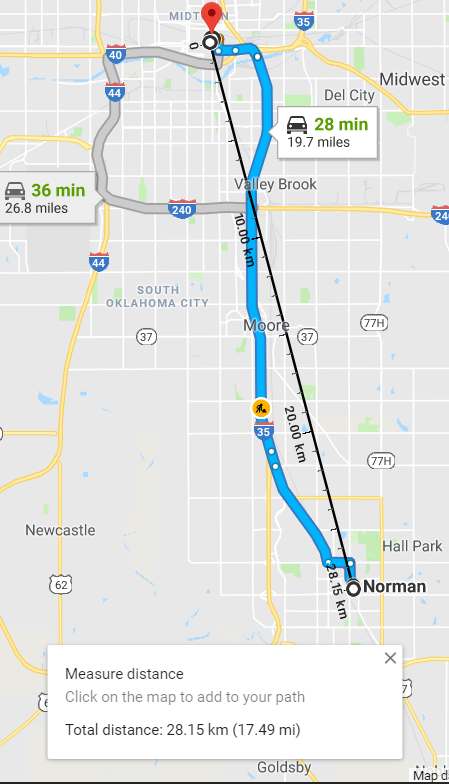 MIDT
35
40
0
Midwest
44
Del City
28 min
19.7 miles
Valley Brook
36 min
26.8 miles
240
10.00 km
44
SOUTH
OKLAHOMA CITY
37
Moore
37
77H
20.00 km
35
77H
Newcastle
Hall Park
62
28.15 km
Norman
Measure distance
Click on the map to add to your path
Total distance: 28.15 km (17.49 mi)
Goldsby
Map d